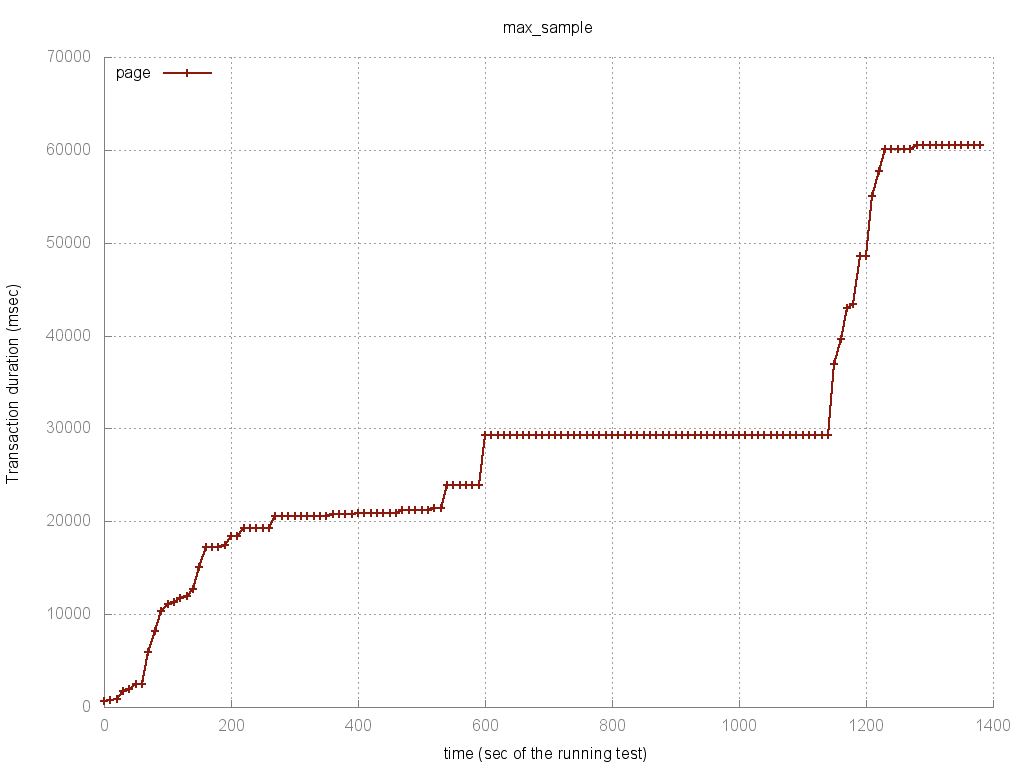 max_sample
page
70000
60000
50000
40000
30000
20000
10000
0
Transaction duration (msec)
0 200 400 600 800 1000 1200 1400
time (sec of the running test)